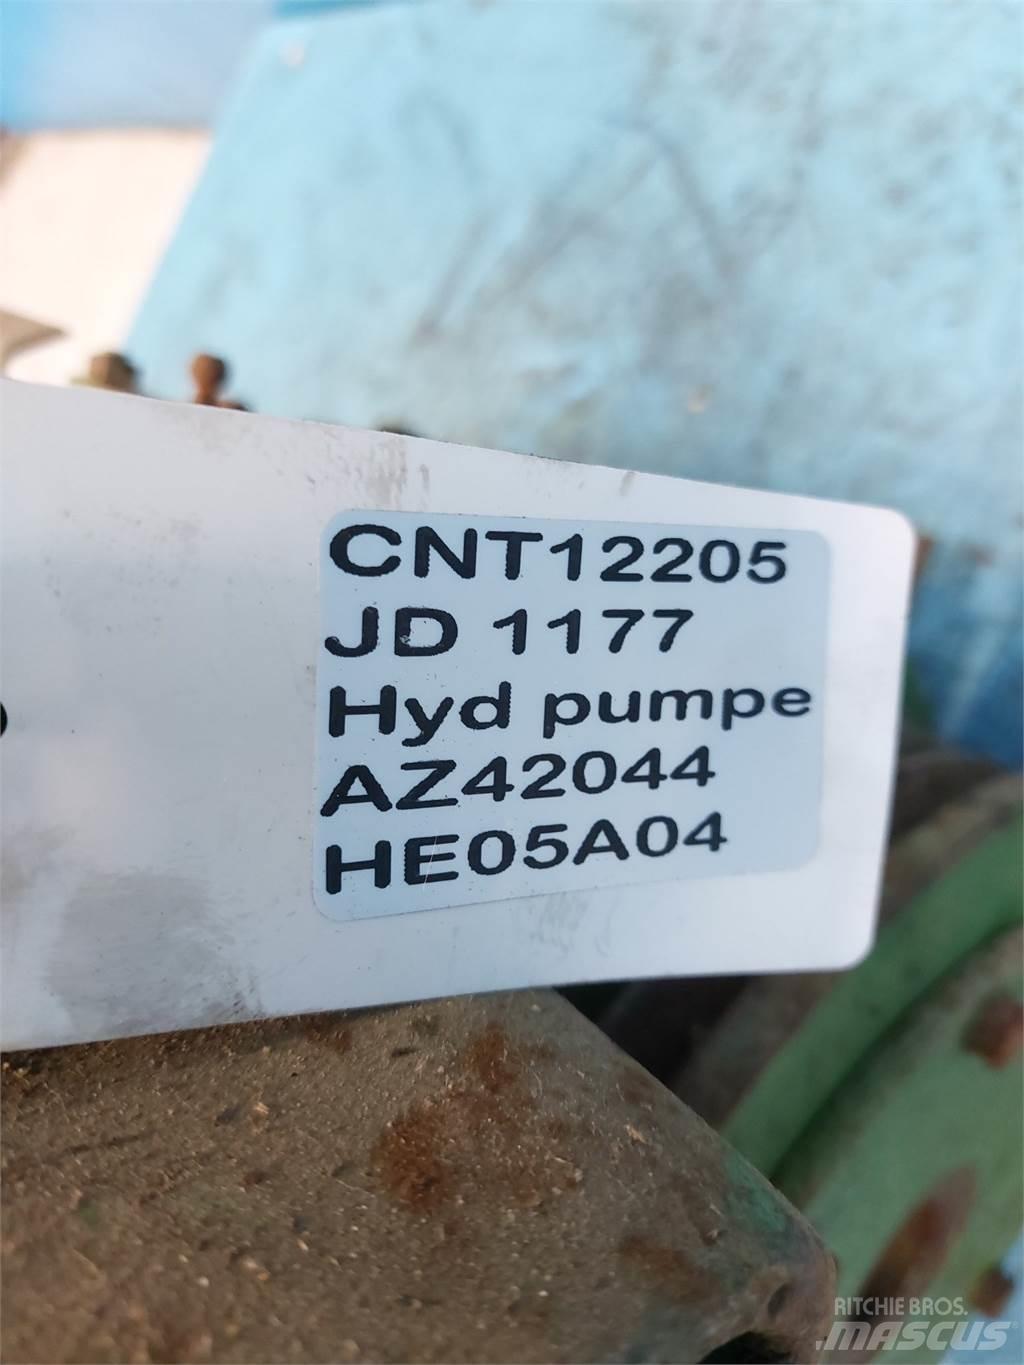 CNT12205
JD 1177
Hyd pumpe
AZ42044
HE05A04
RITCHIE BROS.
MASCUS